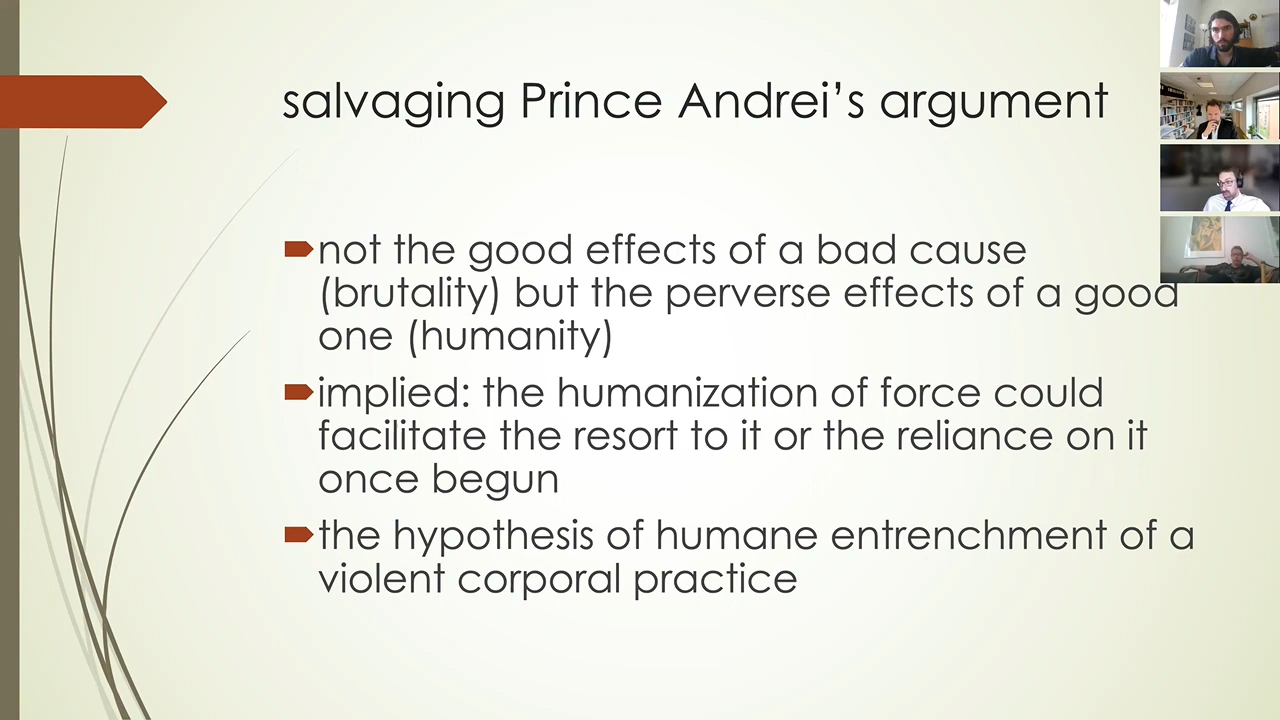 salvaging Prince Andrei's argument
not the good effects of a bad cause
(brutality) but the perverse effects of a good
one (humanity)
implied: the humanization of force could
facilitate the resort to it or the reliance on it
once begun
the hypothesis of humane entrenchment of a
violent corporal practice